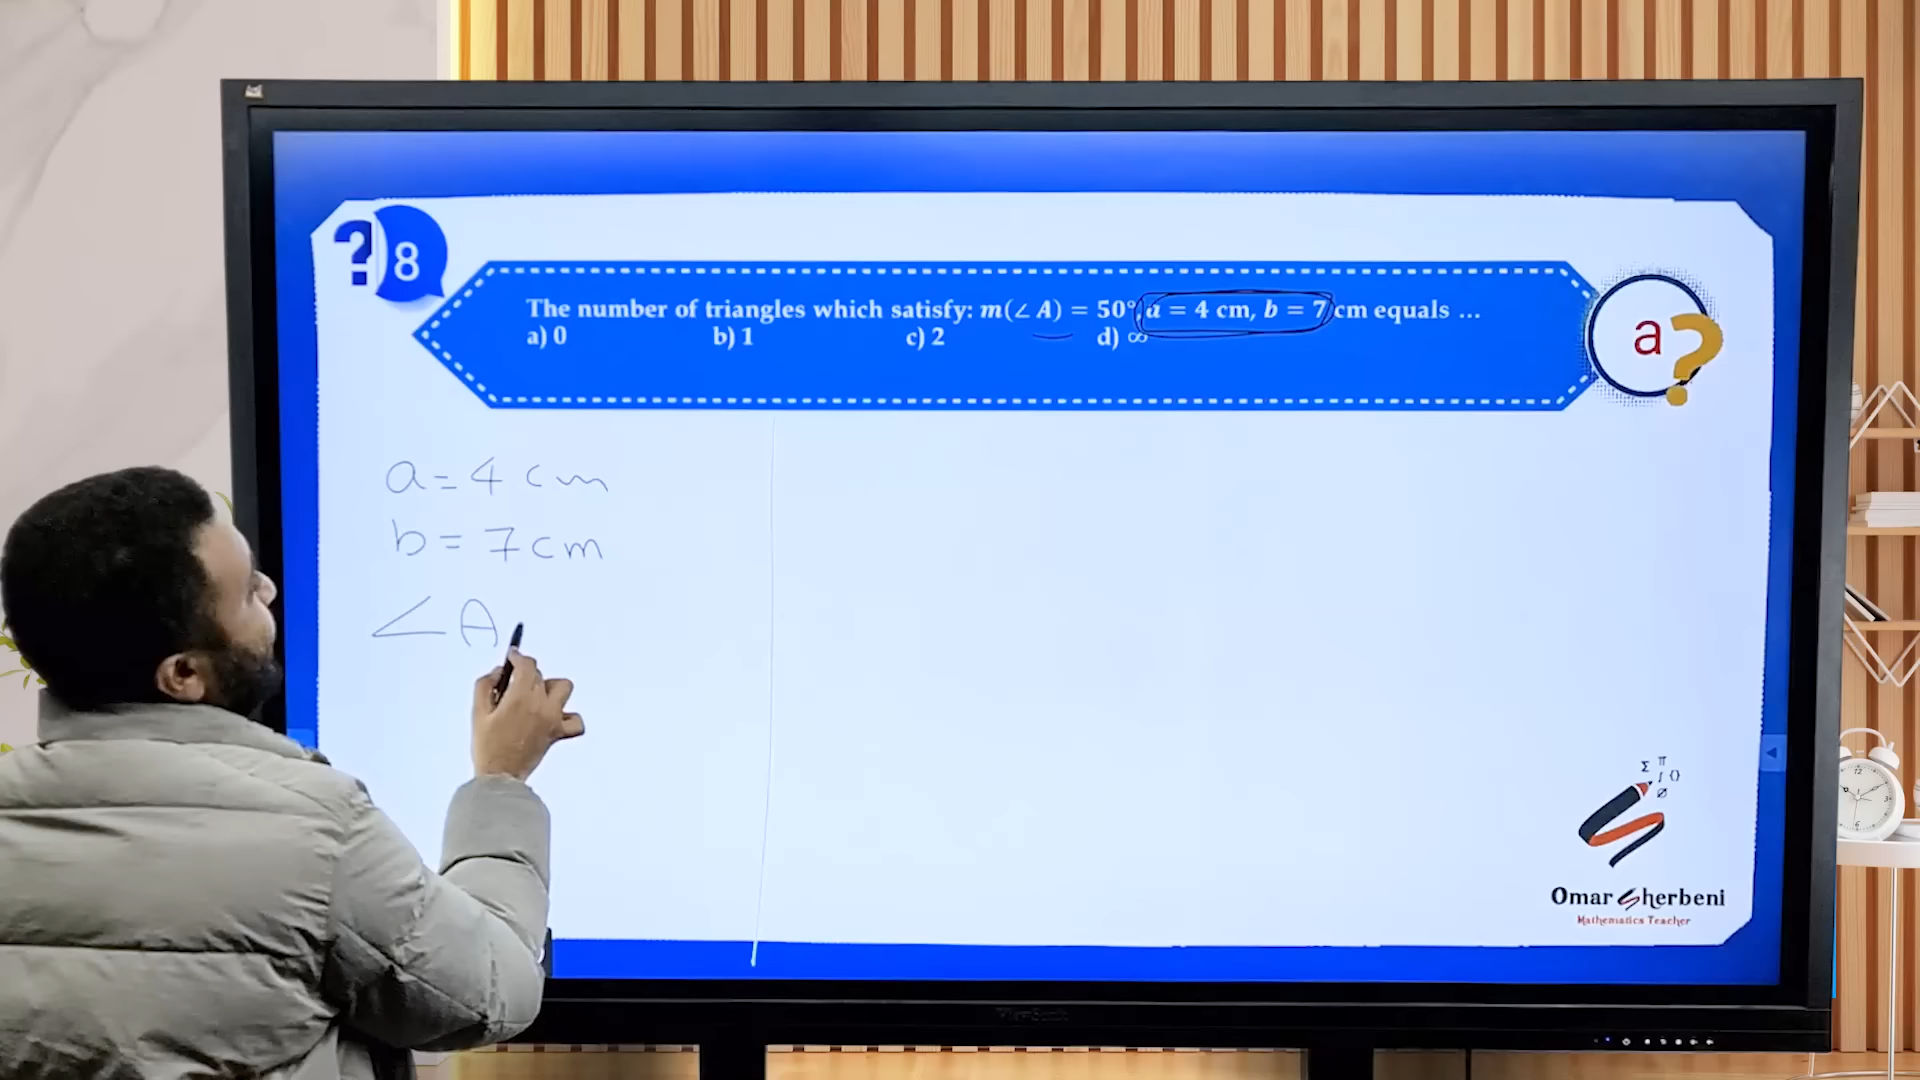 ? 8
The number of triangles which satisfy: m(∠ A) = 50°, a = 4 cm, b = 7 cm equals ...
a) 0 b) 1 c) 2 d) ∞
a ?
a = 4 cm
b = 7 cm
∠ A
Σ π
∫ {}
∅
Omar Sherbeni
Mathematics Teacher
ViewSonic